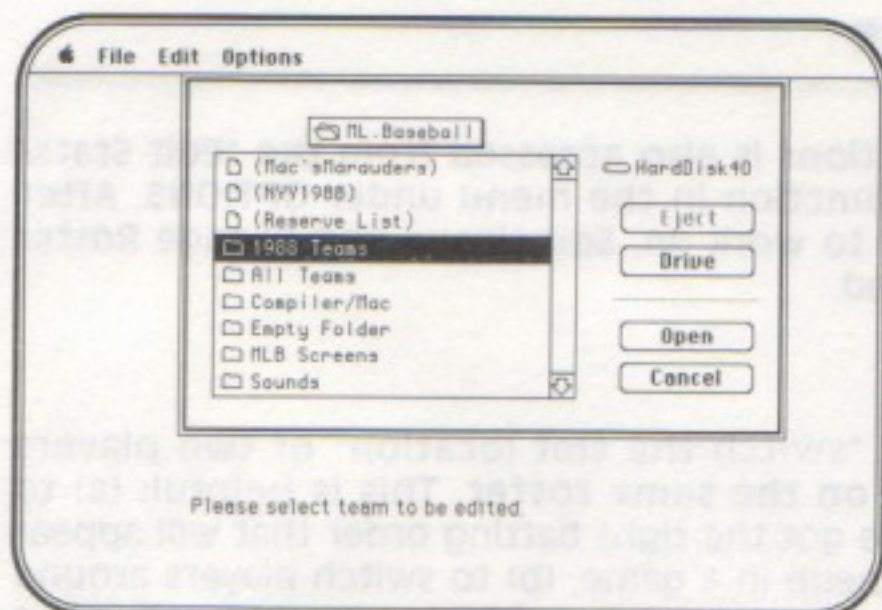 File Edit Options
ML.Baseball
(Mac'sMarauders)
(NYY1988)
(Reserve List)
1988 Teams
All Teams
Compiler/Mac
Empty Folder
MLB Screens
Sounds
HardDisk40
Eject
Drive
Open
Cancel
Please select team to be edited.